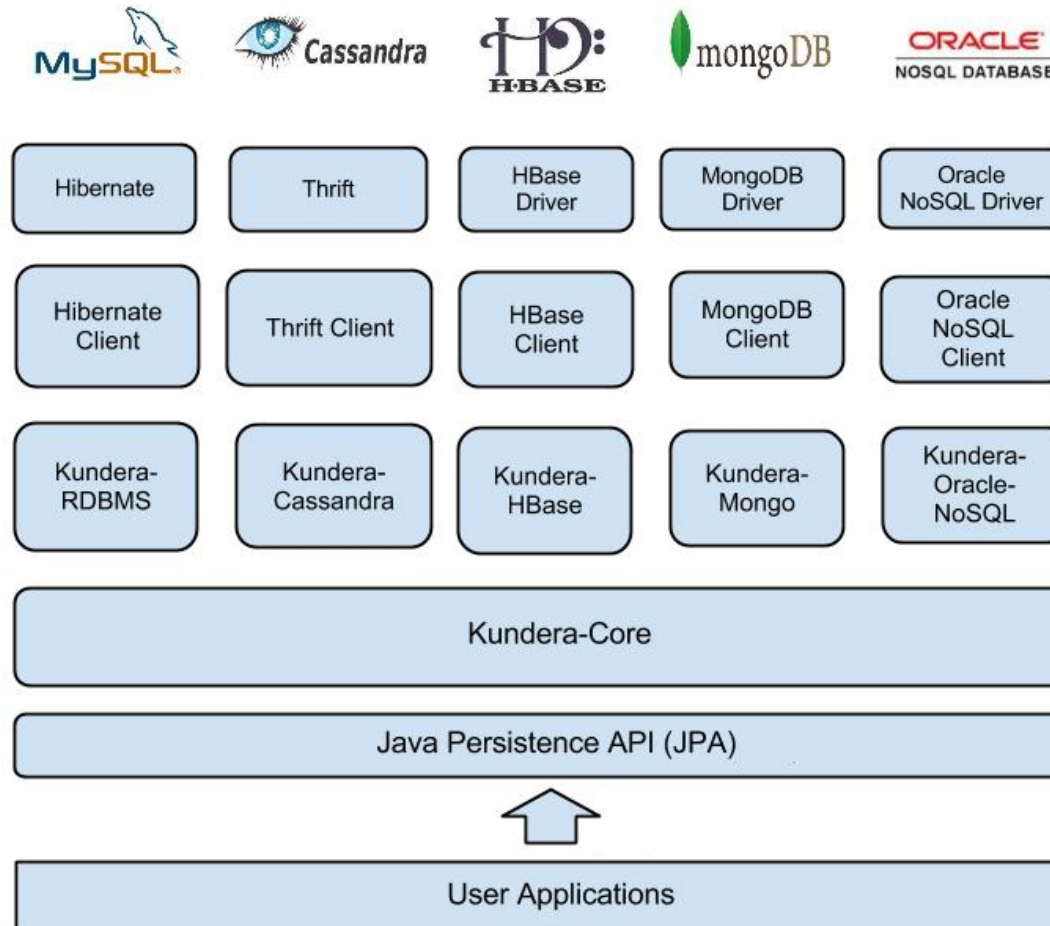 MySQL
Cassandra
HBASE
mongoDB
ORACLE
NOSQL DATABASE
Hibernate
Thrift
HBase
Driver
MongoDB
Driver
Oracle
NoSQL Driver
Hibernate
Client
Thrift Client
HBase
Client
MongoDB
Client
Oracle
NoSQL
Client
Kundera-
RDBMS
Kundera-
Cassandra
Kundera-
HBase
Kundera-
Mongo
Kundera-
Oracle-
NoSQL
Kundera-Core
Java Persistence API (JPA)
User Applications